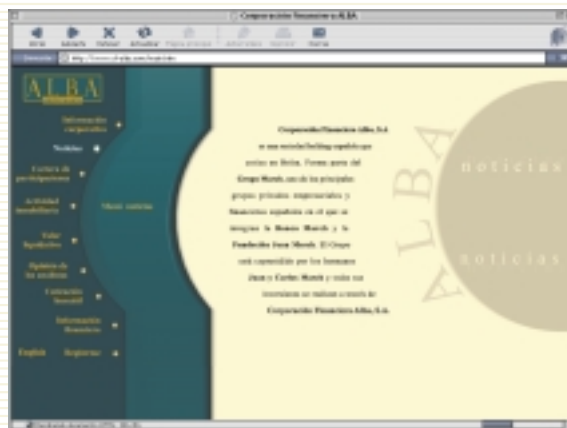 Corporación financiera ALBA
ALBA
Información
corporativa
Noticias
Cartera de
participaciones
Actividad
inmobiliaria
Valor
liquidativo
Opinión de
los analistas
Cotización
bursátil
Información
financiera
English Regístrese
Corporación Financiera Alba, S.A.
es una sociedad holding española que
cotiza en Bolsa. Forma parte del
Grupo March, uno de los principales
grupos privados empresariales y
financieros españoles en el que se
integran la Banca March y la
Fundación Juan March. El Grupo
está controlado por los hermanos
Juan y Carlos March y todas sus
inversiones se realizan a través de
Corporación Financiera Alba, S.A.
ALBA
noticias
noticias